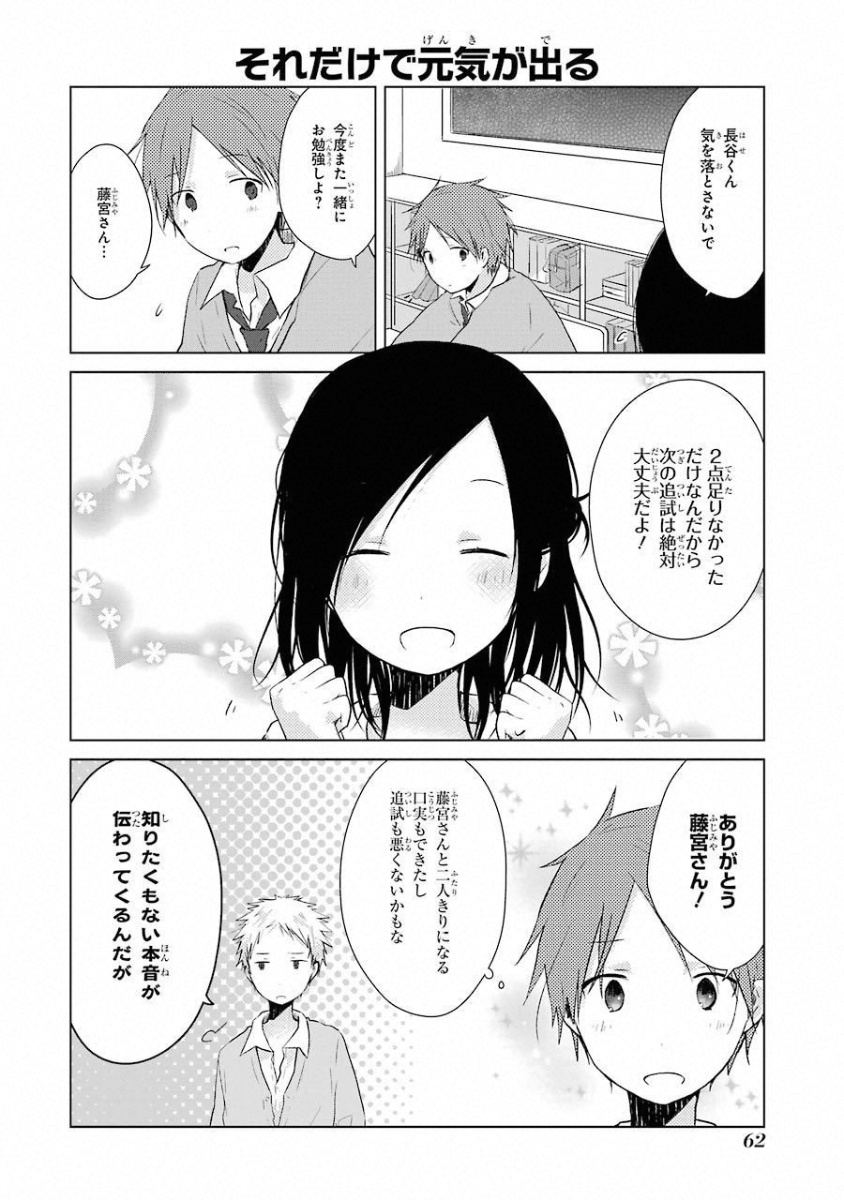 それだけで元気が出る
長谷くん
気を落とさないで
今度また一緒に
お勉強しよ?
藤宮さん…
2点足りなかった
だけなんだから
次の追試は絶対
大丈夫だよ!
ありがとう
藤宮さん!
藤宮さんと二人きりになる
口実もできたし
追試も悪くないかもな
知りたくもない本音が
伝わってくるんだが
62